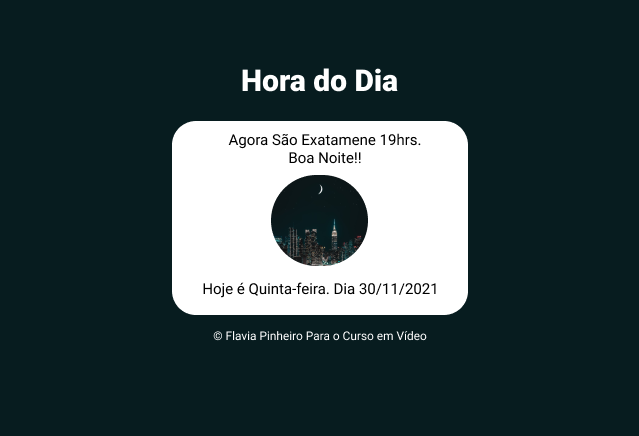 Hora do Dia
Agora São Exatamene 19hrs.
Boa Noite!!
Hoje é Quinta-feira. Dia 30/11/2021
© Flavia Pinheiro Para o Curso em Vídeo